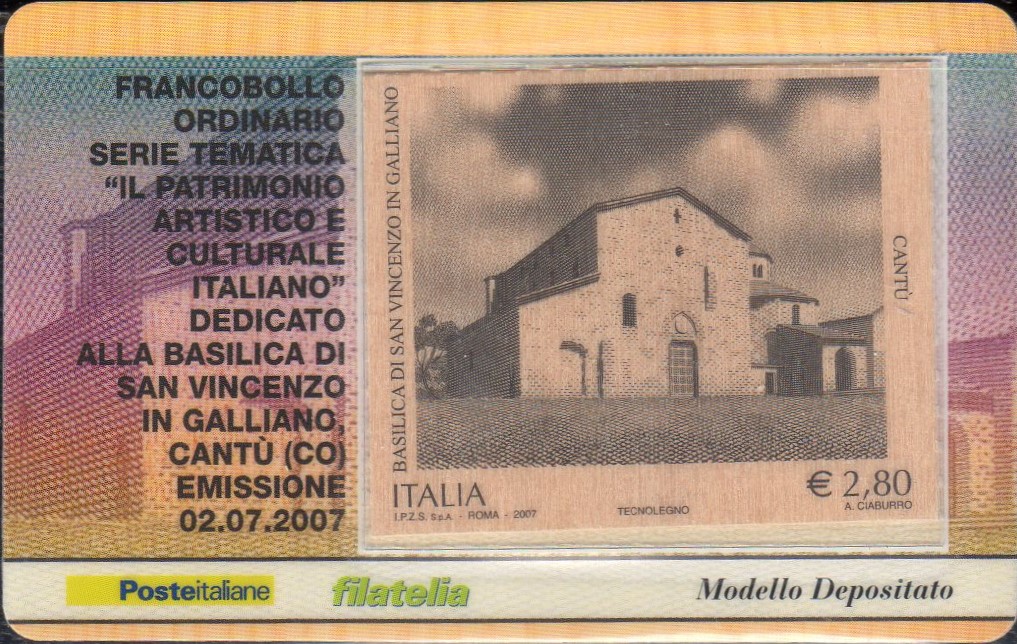 FRANCOBOLLO
ORDINARIO
SERIE TEMATICA
“IL PATRIMONIO
ARTISTICO E
CULTURALE
ITALIANO”
DEDICATO
ALLA BASILICA DI
SAN VINCENZO
IN GALLIANO,
CANTÙ (CO)
EMISSIONE
02.07.2007
BASILICA DI SAN VINCENZO IN GALLIANO
CANTÙ
ITALIA
€ 2,80
I.P.Z.S. S.p.A. - ROMA - 2007
TECNOLEGNO
A. CIABURRO
Posteitaliane
filatelia
Modello Depositato